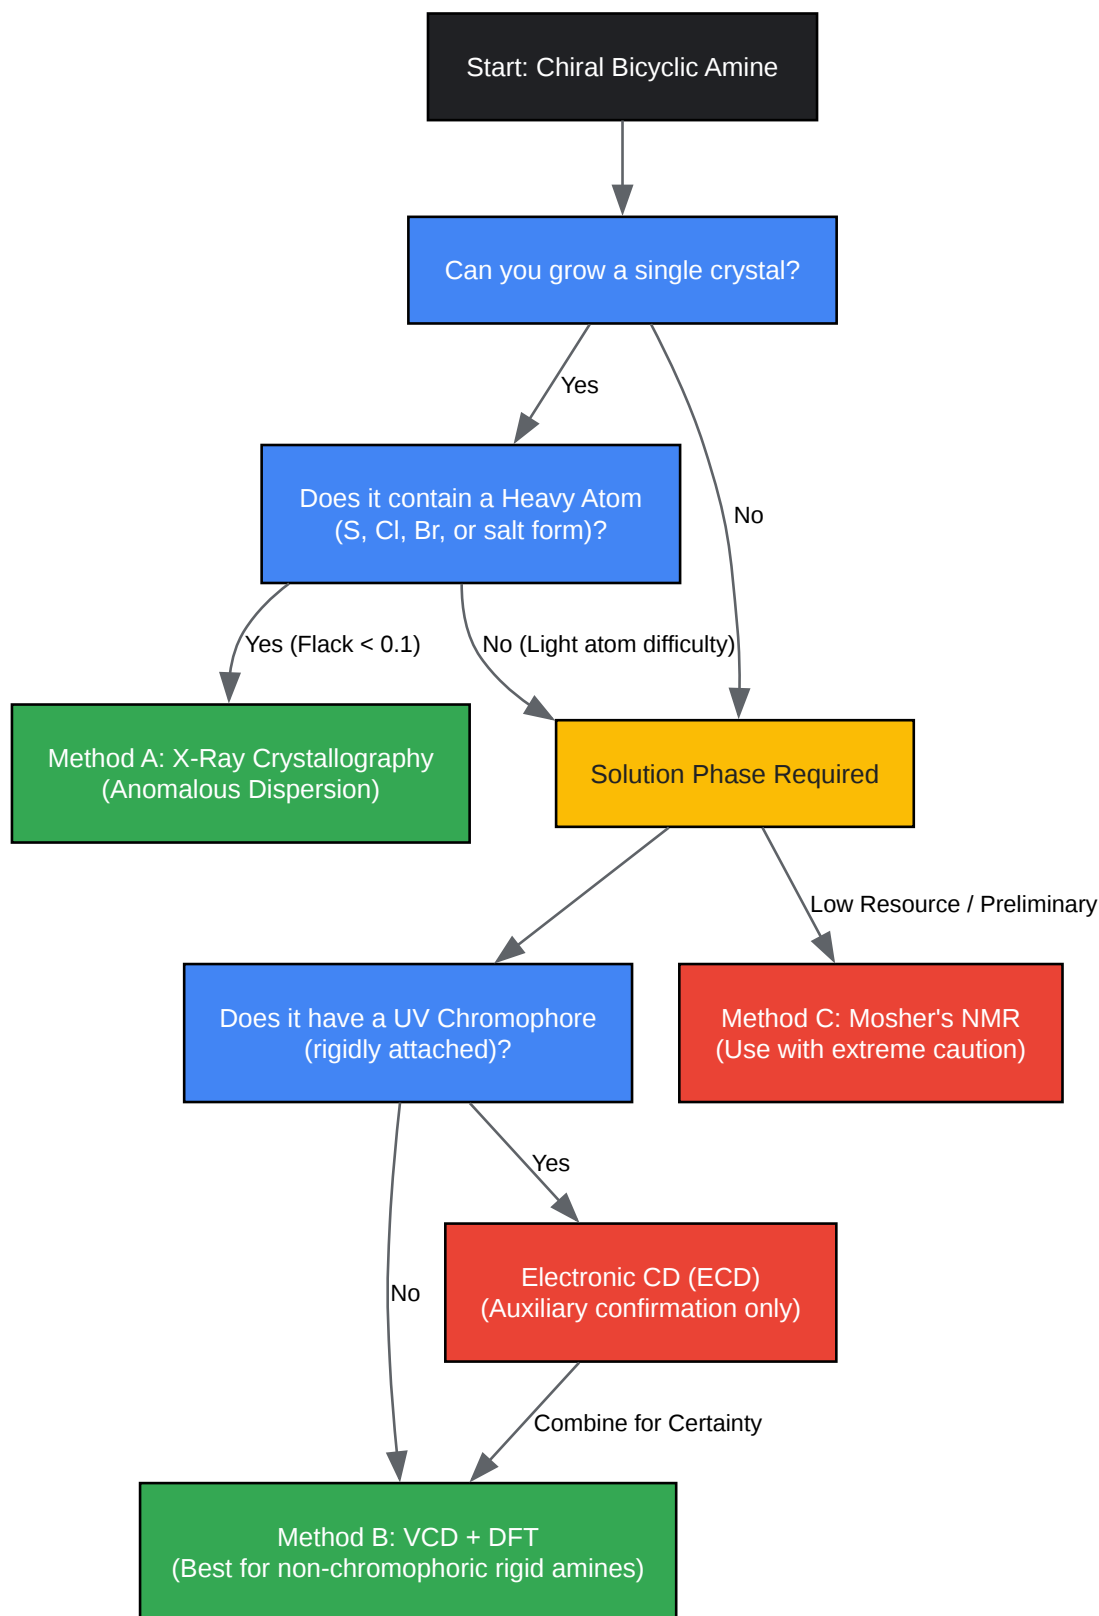 Start: Chiral Bicyclic Amine
Can you grow a single crystal?
Yes
Does it contain a Heavy Atom
(S, Cl, Br, or salt form)?
No
Yes (Flack < 0.1)
No (Light atom difficulty)
Method A: X-Ray Crystallography
(Anomalous Dispersion)
Solution Phase Required
Low Resource / Preliminary
Does it have a UV Chromophore
(rigidly attached)?
Method C: Mosher's NMR
(Use with extreme caution)
Yes
Electronic CD (ECD)
(Auxiliary confirmation only)
No
Combine for Certainty
Method B: VCD + DFT
(Best for non-chromophoric rigid amines)